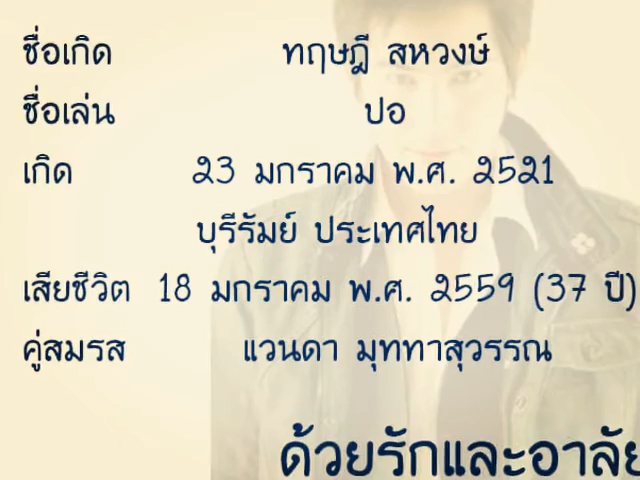 ชื่อเกิด ทฤษฎี สหวงษ์
ชื่อเล่น ปอ
เกิด 23 มกราคม พ.ศ. 2521
บุรีรัมย์ ประเทศไทย
เสียชีวิต 18 มกราคม พ.ศ. 2559 (37 ปี)
คู่สมรส แวนดา มุททาสุวรรณ
ด้วยรักและอาลัย